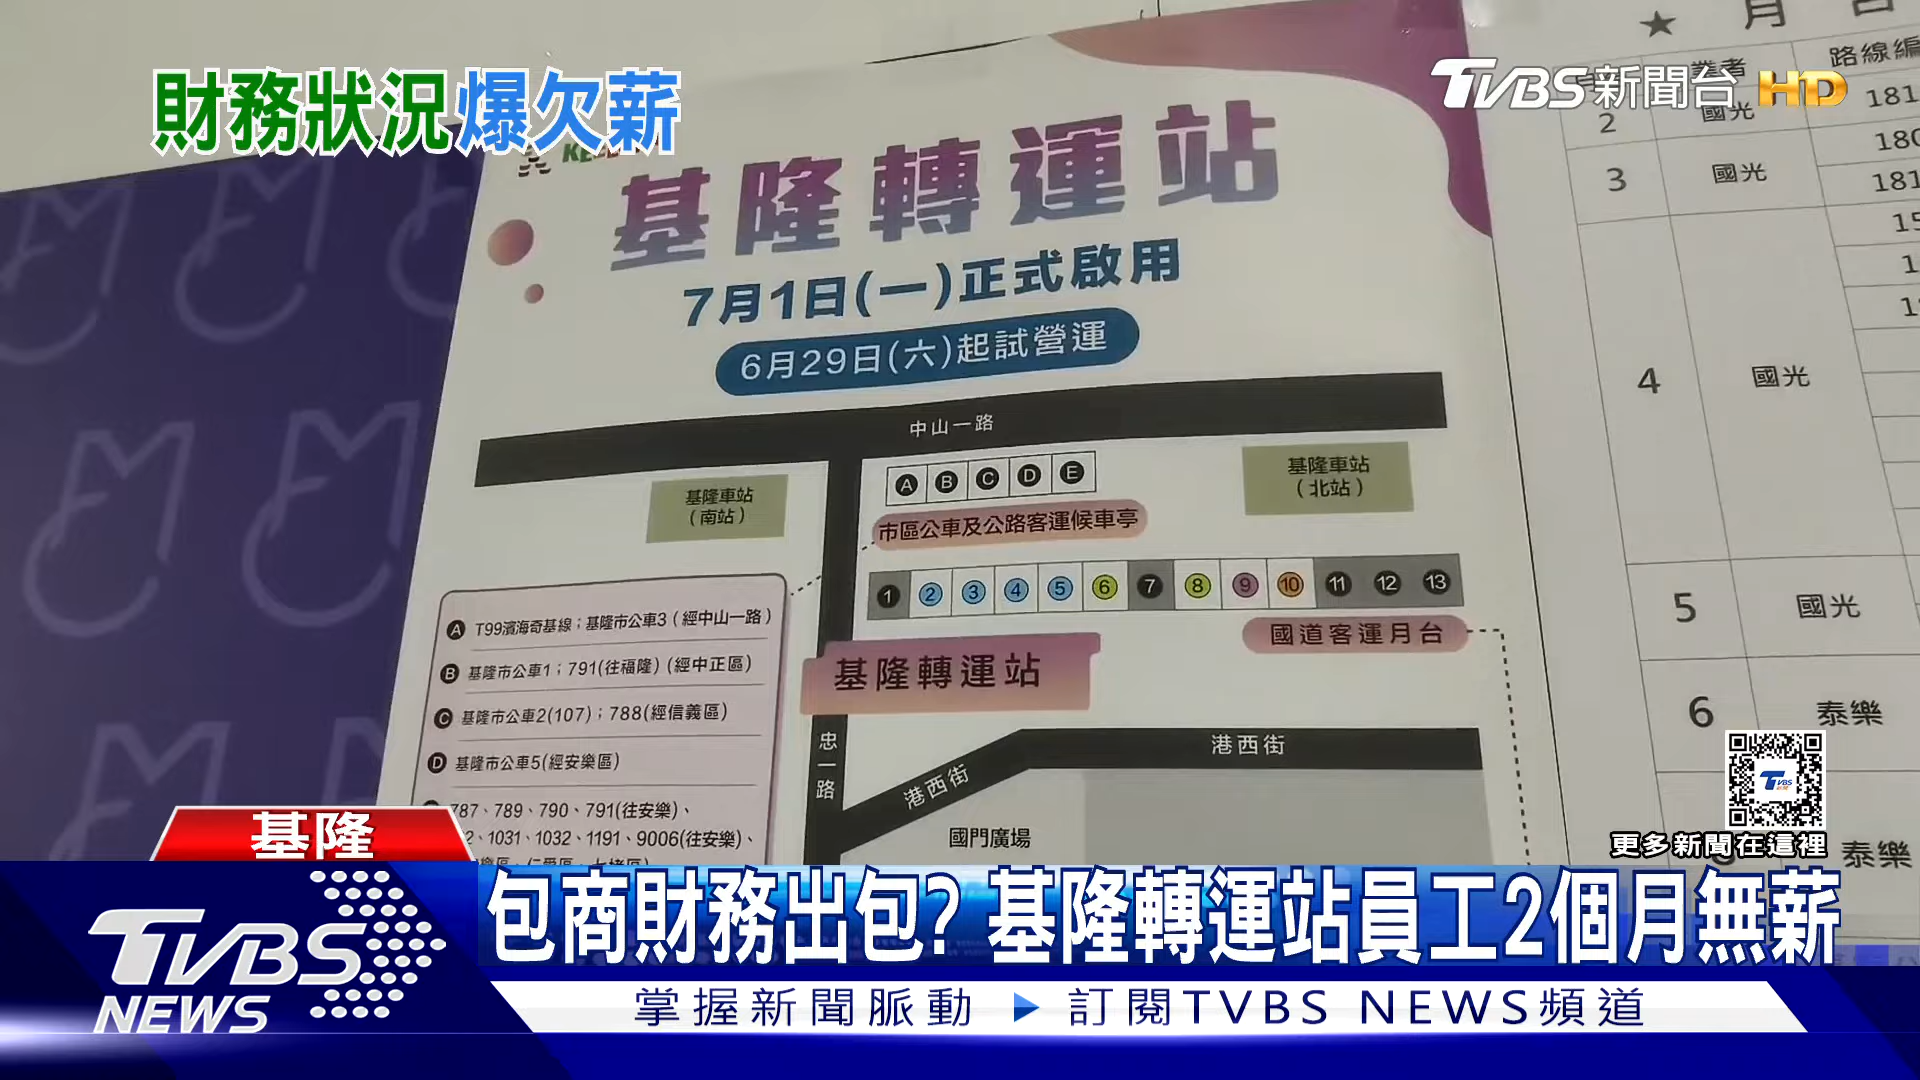 財務狀況爆欠薪
TVBS新聞台 HD
基隆轉運站
7月1日(一)正式啟用
6月29日(六)起試營運
中山一路
基隆車站
（南站）
A B C D E
市區公車及公路客運候車亭
基隆車站
（北站）
1 2 3 4 5 6 7 8 9 10 11 12 13
國道客運月台
基隆轉運站
A T99濱海奇基線；基隆市公車3（經中山一路）
B 基隆市公車1；791(往福隆)（經中正區）
C 基隆市公車2(107)；788(經信義區)
D 基隆市公車5(經安樂區)
787、789、790、791(往安樂)、
2、1031、1032、1191、9006(往安樂)、
忠一路
港西街
港西街
國門廣場
★ 月台
業者 路線編
2 國光 181
180
3 國光 181
15
4 國光
5 國光
6 泰樂
泰樂
TVBS
更多新聞在這裡
基隆
包商財務出包? 基隆轉運站員工2個月無薪
TVBS NEWS
掌握新聞脈動 ▶ 訂閱TVBS NEWS頻道